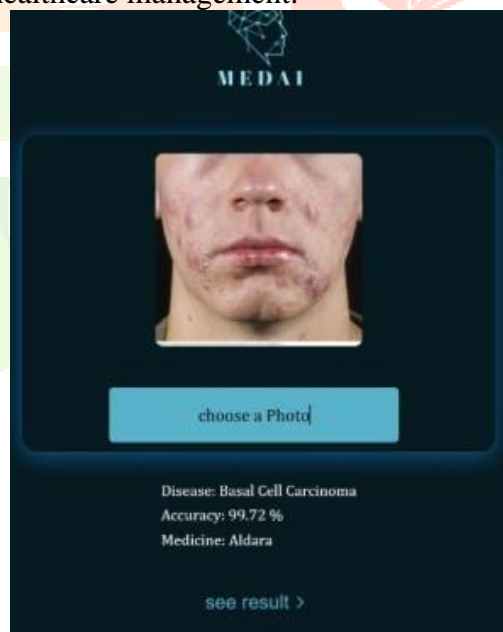 healthcare management.
MEDAI
choose a Photo
Disease: Basal Cell Carcinoma
Accuracy: 99.72 %
Medicine: Aldara
see result >